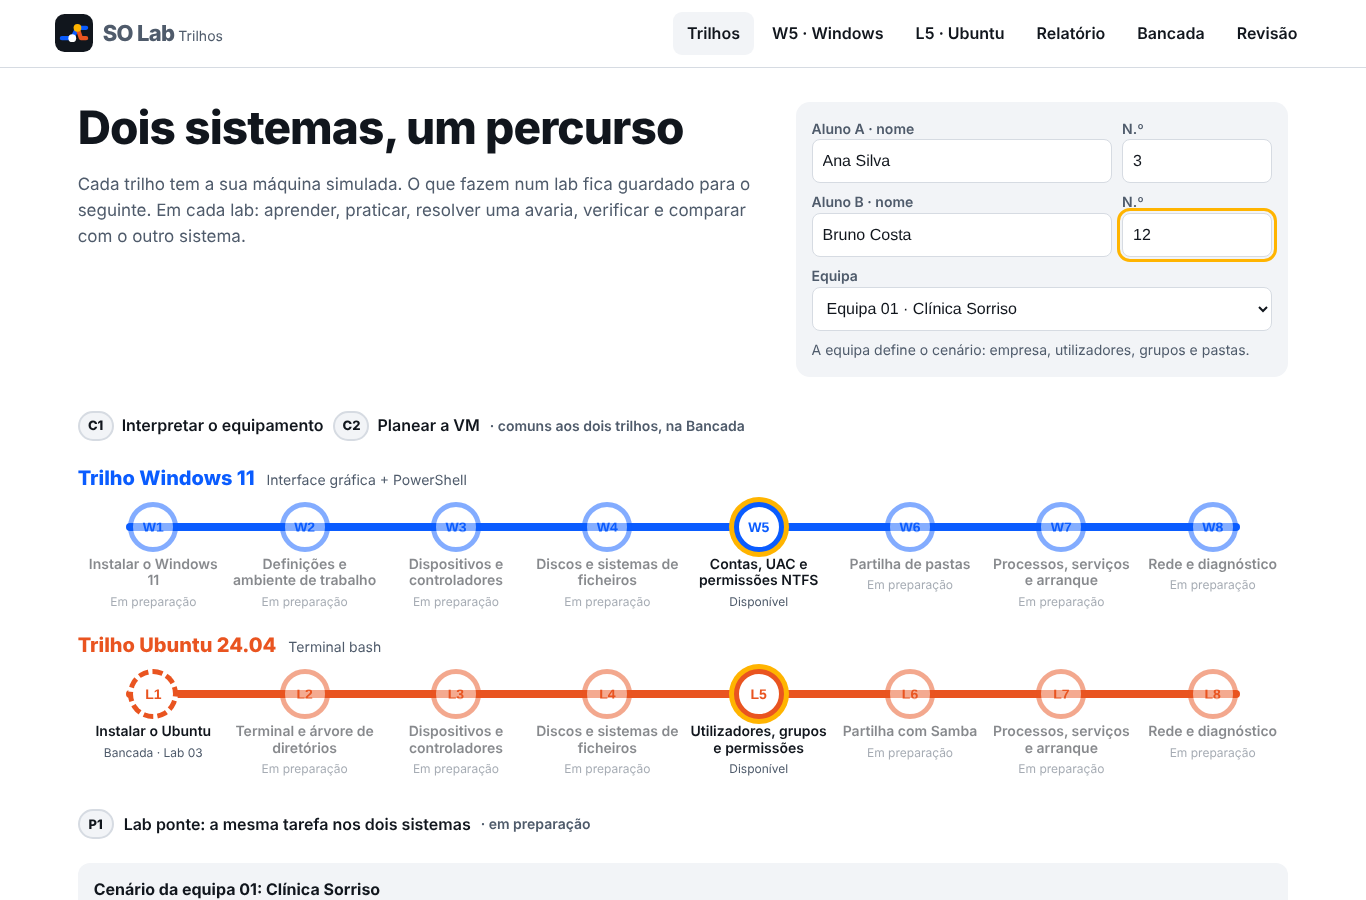 SO Lab Trilhos
Trilhos
W5 · Windows
L5 · Ubuntu
Relatório
Bancada
Revisão
Dois sistemas, um percurso
Cada trilho tem a sua máquina simulada. O que fazem num lab fica guardado para o
seguinte. Em cada lab: aprender, praticar, resolver uma avaria, verificar e comparar
com o outro sistema.
Aluno A · nome
N.º
Ana Silva
3
Aluno B · nome
N.º
Bruno Costa
12
Equipa
Equipa 01 · Clínica Sorriso
A equipa define o cenário: empresa, utilizadores, grupos e pastas.
C1 Interpretar o equipamento C2 Planear a VM · comuns aos dois trilhos, na Bancada
Trilho Windows 11 Interface gráfica + PowerShell
W1
W2
W3
W4
W5
W6
W7
W8
Instalar o Windows
11
Em preparação
Definições e
ambiente de trabalho
Em preparação
Dispositivos e
controladores
Em preparação
Discos e sistemas de
ficheiros
Em preparação
Contas, UAC e
permissões NTFS
Disponível
Partilha de pastas
Em preparação
Processos, serviços
e arranque
Em preparação
Rede e diagnóstico
Em preparação
Trilho Ubuntu 24.04 Terminal bash
L1
L2
L3
L4
L5
L6
L7
L8
Instalar o Ubuntu
Bancada · Lab 03
Terminal e árvore de
diretórios
Em preparação
Dispositivos e
controladores
Em preparação
Discos e sistemas de
ficheiros
Em preparação
Utilizadores, grupos
e permissões
Disponível
Partilha com Samba
Em preparação
Processos, serviços
e arranque
Em preparação
Rede e diagnóstico
Em preparação
P1 Lab ponte: a mesma tarefa nos dois sistemas · em preparação
Cenário da equipa 01: Clínica Sorriso